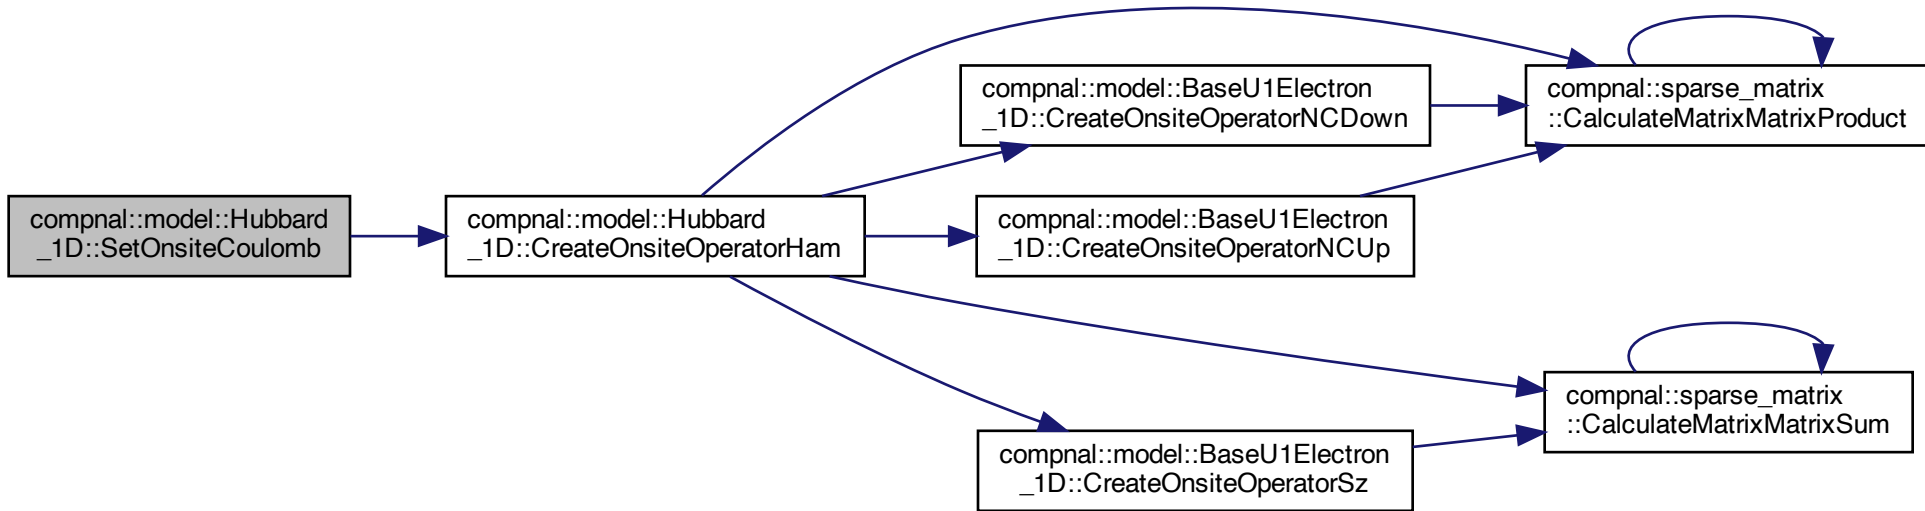 compnal::model::Hubbard
_1D::SetOnsiteCoulomb
compnal::model::Hubbard
_1D::CreateOnsiteOperatorHam
compnal::model::BaseU1Electron
_1D::CreateOnsiteOperatorNCDown
compnal::model::BaseU1Electron
_1D::CreateOnsiteOperatorNCUp
compnal::model::BaseU1Electron
_1D::CreateOnsiteOperatorSz
compnal::sparse_matrix
::CalculateMatrixMatrixProduct
compnal::sparse_matrix
::CalculateMatrixMatrixSum